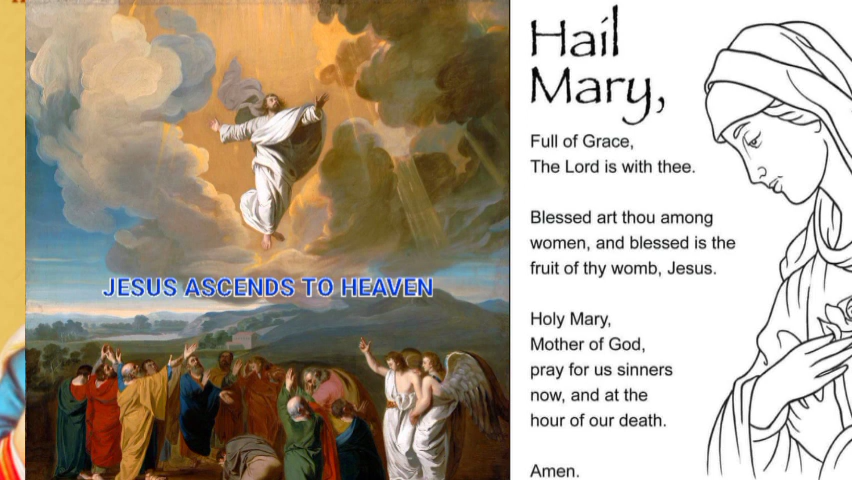 JESUS ASCENDS TO HEAVEN
Hail
Mary,
Full of Grace,
The Lord is with thee.
Blessed art thou among
women, and blessed is the
fruit of thy womb, Jesus.
Holy Mary,
Mother of God,
pray for us sinners
now, and at the
hour of our death.
Amen.